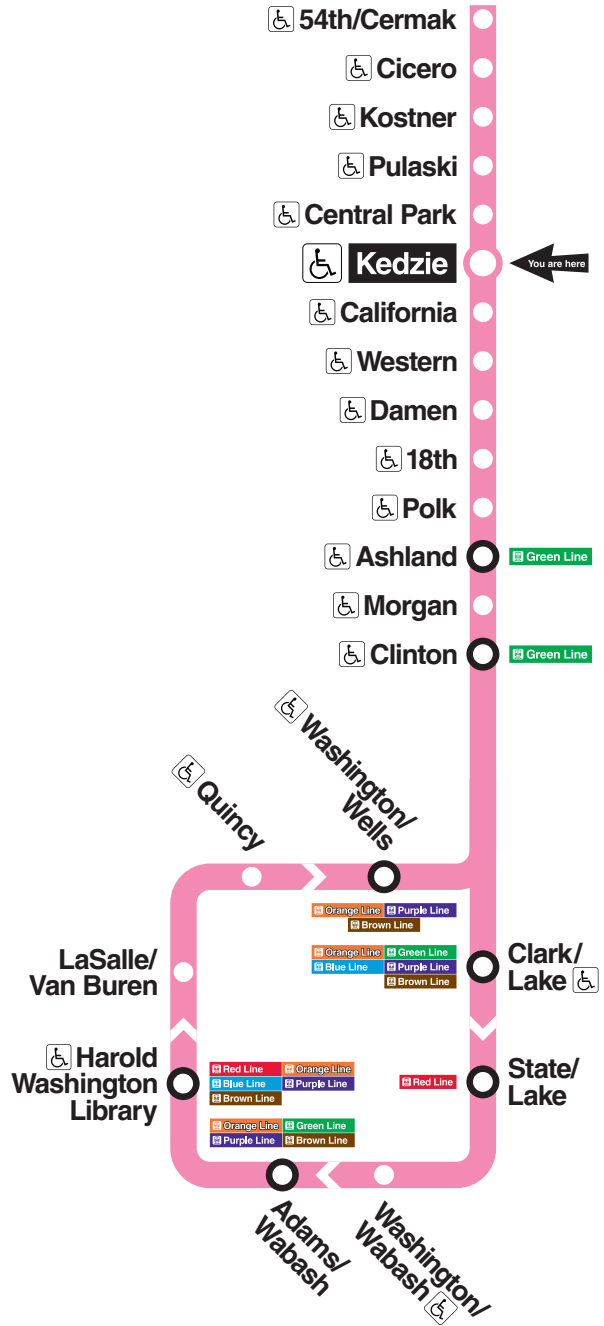 54th/Cermak
Cicero
Kostner
Pulaski
Central Park
Kedzie
You are here
California
Western
Damen
18th
Polk
Ashland
Green Line
Morgan
Clinton
Green Line
Washington/
Wells
Quincy
Orange Line
Purple Line
Brown Line
Orange Line
Green Line
Blue Line
Purple Line
Brown Line
Clark/
Lake
LaSalle/
Van Buren
Harold
Washington
Library
Red Line
Orange Line
Blue Line
Purple Line
Brown Line
Red Line
State/
Lake
Orange Line
Green Line
Purple Line
Brown Line
Adams/
Wabash
Washington/
Wabash